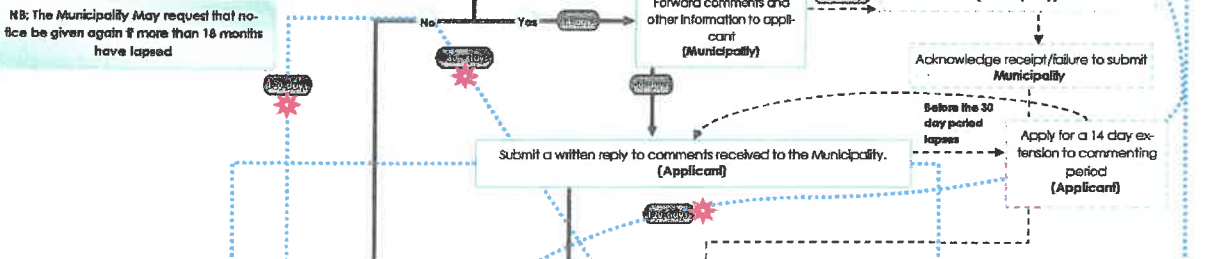 NB; The Municipality May request that no-
tice be given again if more than 18 months
have lapsed
No
Yes
Forward comments and
other information to appli-
cant
(Municipality)
Acknowledge receipt/failure to submit
Municipality
Before the 30
day period
lapses
Apply for a 14 day ex-
tension to commenting
period
(Applicant)
Submit a written reply to comments received to the Municipality.
(Applicant)
120 days